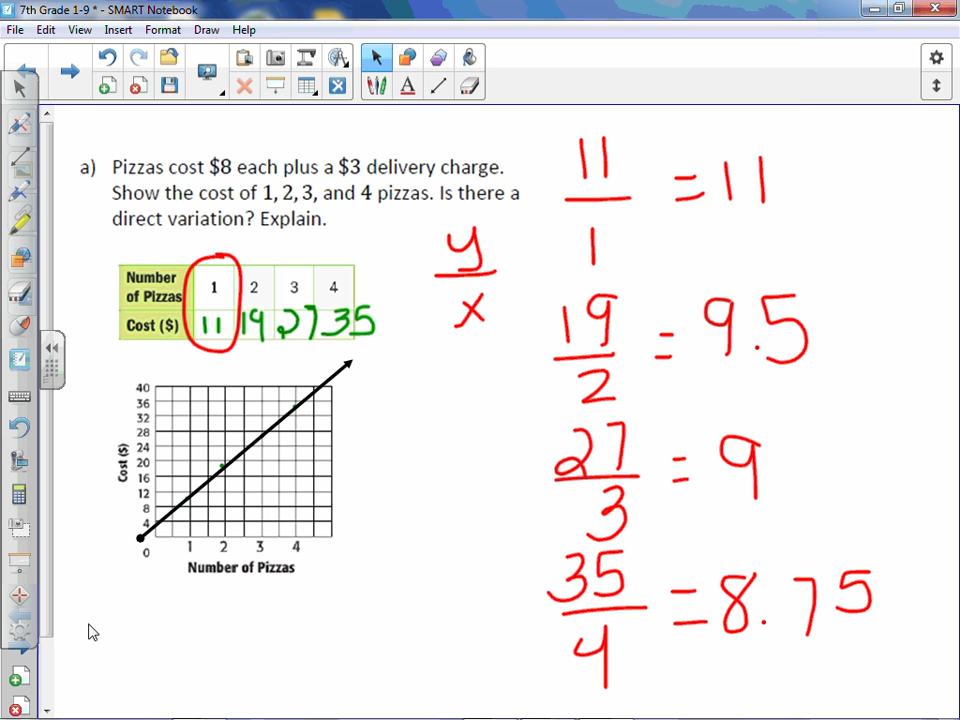 7th Grade 1-9 * - SMART Notebook
File Edit View Insert Format Draw Help
a) Pizzas cost $8 each plus a $3 delivery charge.
Show the cost of 1, 2, 3, and 4 pizzas. Is there a
direct variation? Explain.
Number
of Pizzas 1 2 3 4
Cost ($) 11 19 27 35
y
x
11
1
= 11
19
2
= 9.5
27
3
= 9
35
4
= 8.75
40
36
32
28
24
20
16
12
8
4
0 1 2 3 4
Cost ($)
Number of Pizzas